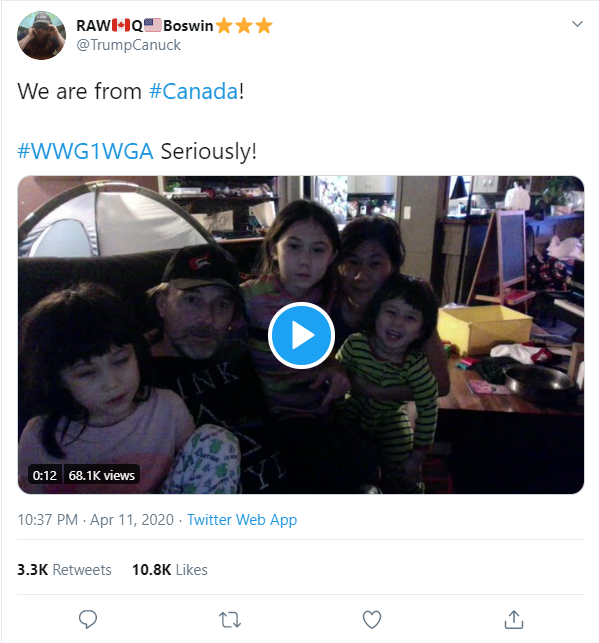 RAW🇨🇦Q🇺🇸Boswin⭐⭐⭐
@TrumpCanuck
We are from #Canada!
#WWG1WGA Seriously!
INK
0:12 68.1K views
10:37 PM · Apr 11, 2020 · Twitter Web App
3.3K Retweets 10.8K Likes